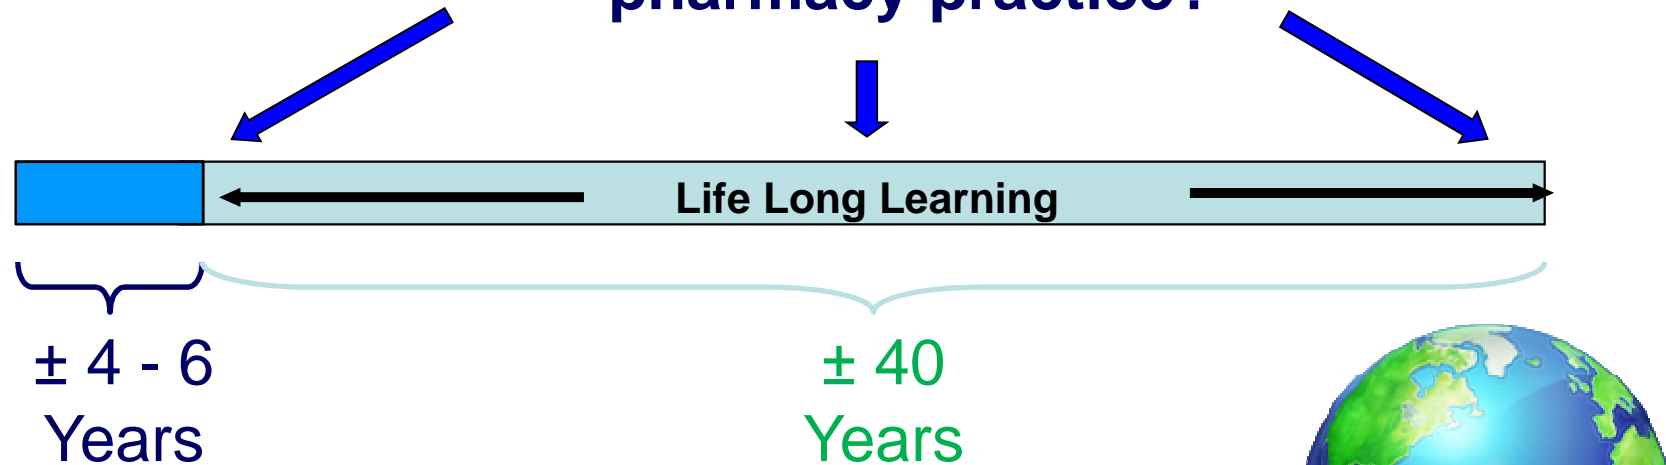 pharmacy practice?
Life Long Learning
± 4 - 6
Years
± 40
Years